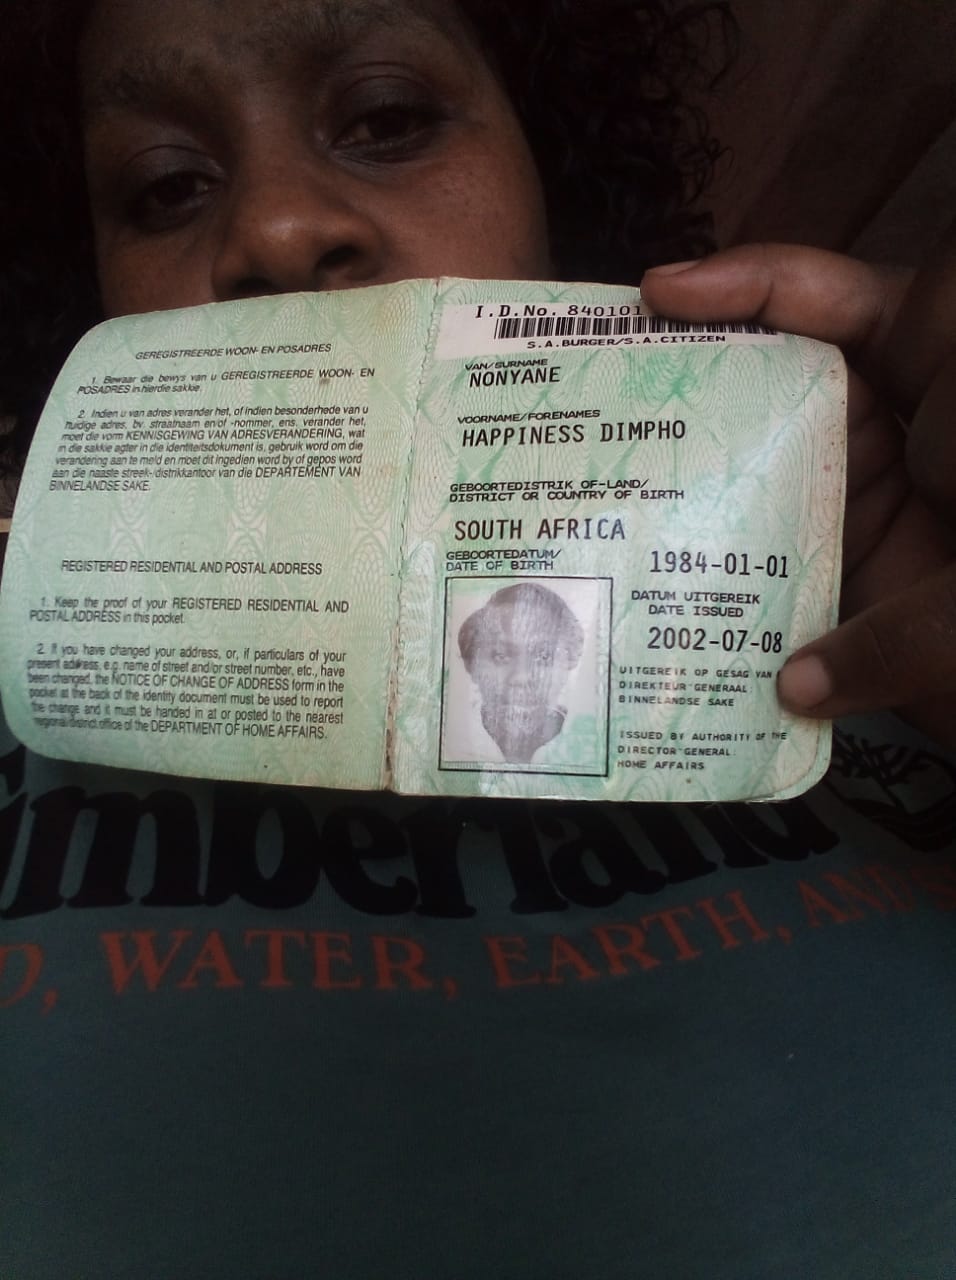 GEREGISTREERDE WOON- EN POSADRES
1. Bewaar die bewys van u GEREGISTREERDE WOON- EN
POSADRES in hierdie sakkie.
2. Indien u van adres verander het, of indien besonderhede van u
huidige adres, bv. straatnaam en/of -nommer, ens. verander het,
moet die vorm KENNISGEWING VAN ADRESVERANDERING, wat
in die sakkie agter in die identiteitsdokument is, gebruik word om die
verandering aan te meld en moet dit ingedien word by of gepos word
aan die naaste streek-/distrikkantoor van die DEPARTEMENT VAN
BINNELANDSE SAKE.
REGISTERED RESIDENTIAL AND POSTAL ADDRESS
1. Keep the proof of your REGISTERED RESIDENTIAL AND
POSTAL ADDRESS in this pocket.
2. If you have changed your address, or, if particulars of your
present address, e.g. name of street and/or street number, etc., have
been changed, the NOTICE OF CHANGE OF ADDRESS form in the
pocket at the back of the identity document must be used to report
the change and it must be handed in at or posted to the nearest
regional/district office of the DEPARTMENT OF HOME AFFAIRS.
I.D.No. 840101
S.A.BURGER/S.A.CITIZEN
VAN/SURNAME
NONYANE
VOORNAME/FORENAMES
HAPPINESS DIMPHO
GEBOORTEDISTRIK OF-LAND/
DISTRICT OR COUNTRY OF BIRTH
SOUTH AFRICA
GEBOORTEDATUM/
DATE OF BIRTH
1984-01-01
DATUM UITGEREIK
DATE ISSUED
2002-07-08
UITGEREIK OP GESAG VAN
DIREKTEUR-GENERAAL:
BINNELANDSE SAKE
ISSUED BY AUTHORITY OF THE
DIRECTOR-GENERAL:
HOME AFFAIRS
imberland
D, WATER, EARTH, AND S